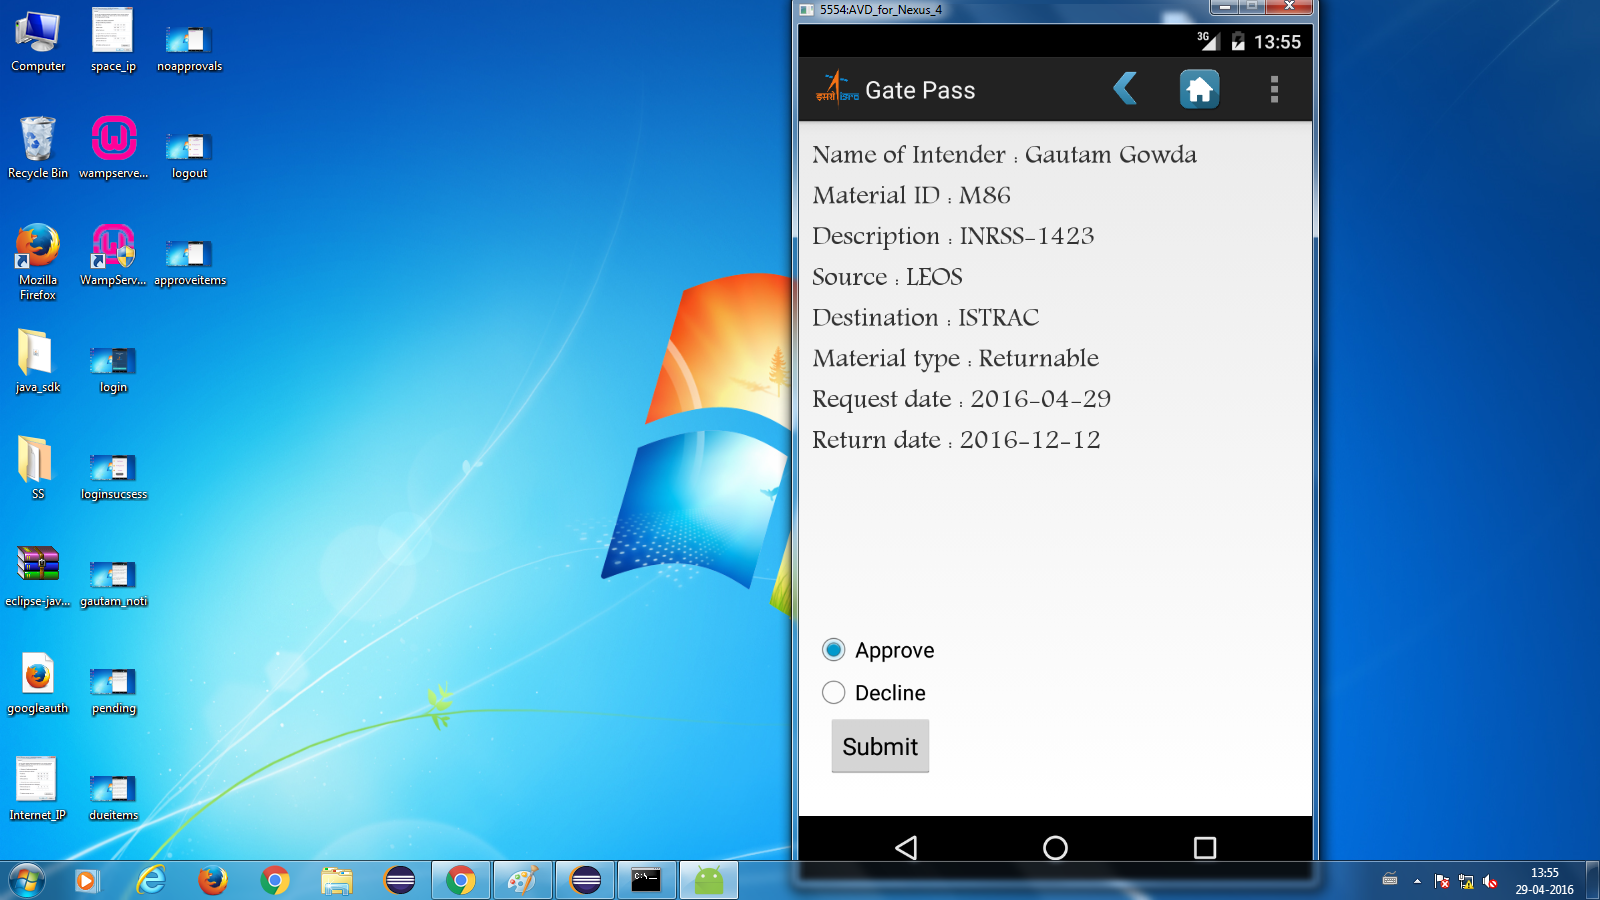 5554:AVD_for_Nexus_4
3G 13:55
इसरो isro Gate Pass
Name of Intender : Gautam Gowda
Material ID : M86
Description : INRSS-1423
Source : LEOS
Destination : ISTRAC
Material type : Returnable
Request date : 2016-04-29
Return date : 2016-12-12
Approve
Decline
Submit
Computer
space_ip
noapprovals
Recycle Bin
wampserve...
logout
Mozilla
Firefox
WampServ...
approveitems
java_sdk
login
SS
loginsucsess
eclipse-jav...
gautam_noti
googleauth
pending
Internet_IP
dueitems
C:\_
13:55
29-04-2016